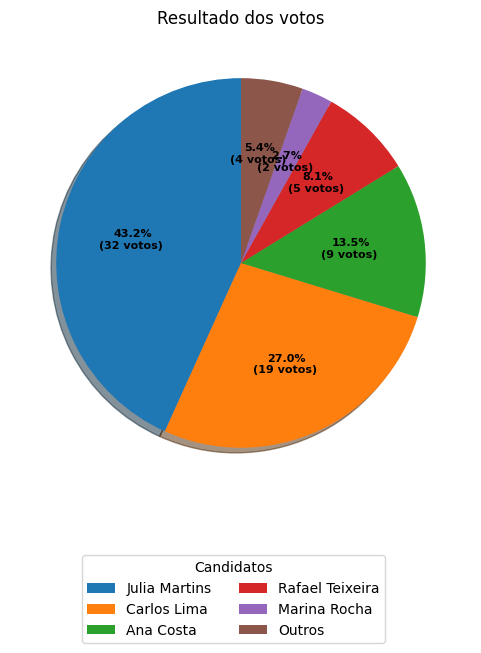 Resultado dos votos
5.4%
(4 votos)
2.7%
(2 votos)
8.1%
(5 votos)
43.2%
(32 votos)
13.5%
(9 votos)
27.0%
(19 votos)
Candidatos
Julia Martins
Carlos Lima
Ana Costa
Rafael Teixeira
Marina Rocha
Outros